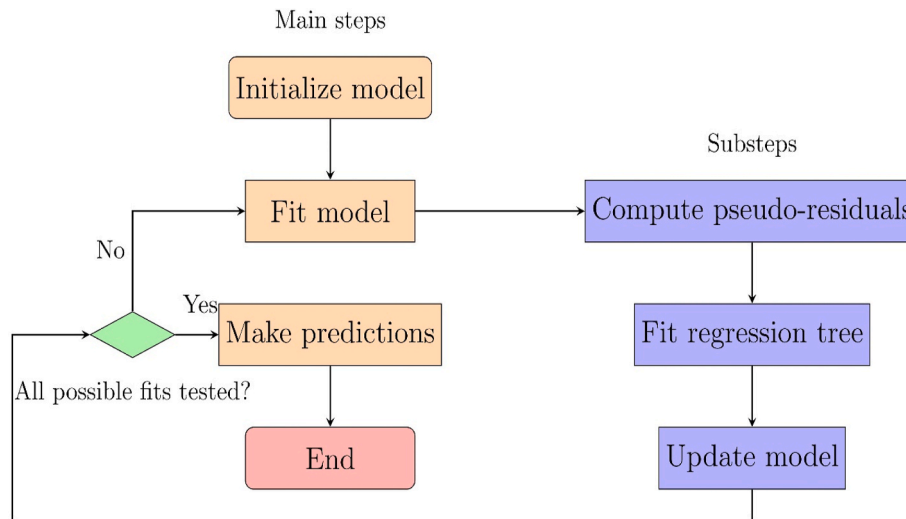 Main steps
Initialize model
Substeps
Fit model
Compute pseudo-residuals
No
Yes
Make predictions
Fit regression tree
All possible fits tested?
End
Update model